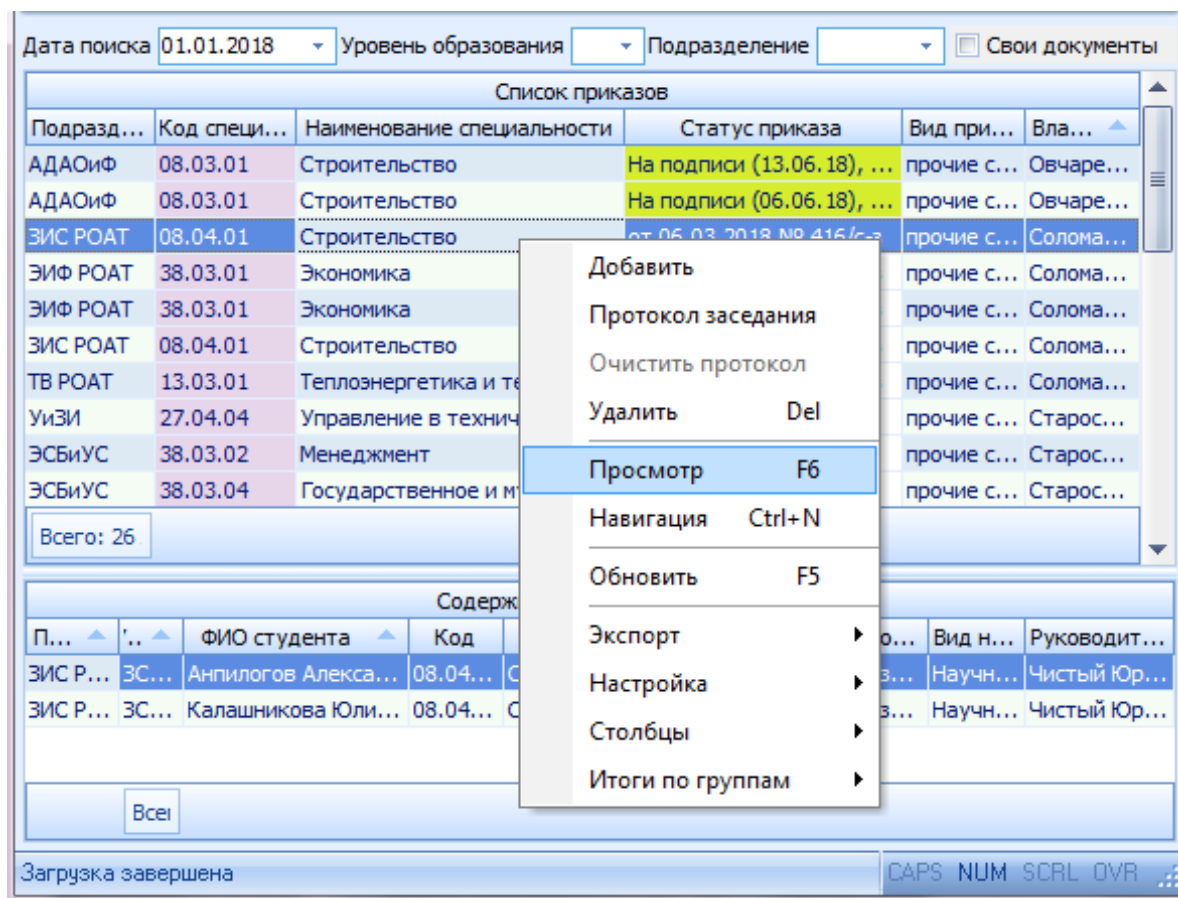 Дата поиска 01.01.2018 Уровень образования Подразделение Свои документы
Список приказов
Подразд... Код специ... Наименование специальности Статус приказа Вид при... Вла...
АДАОиФ 08.03.01 Строительство На подписи (13.06.18), ... прочие с... Овчаре...
АДАОиФ 08.03.01 Строительство На подписи (06.06.18), ... прочие с... Овчаре...
ЗИС РОАТ 08.04.01 Строительство от 06.03.2018 № 416/с-з прочие с... Солома...
ЭИФ РОАТ 38.03.01 Экономика прочие с... Солома...
ЭИФ РОАТ 38.03.01 Экономика прочие с... Солома...
ЗИС РОАТ 08.04.01 Строительство прочие с... Солома...
ТВ РОАТ 13.03.01 Теплоэнергетика и те прочие с... Солома...
УиЗИ 27.04.04 Управление в технич прочие с... Старос...
ЭСБиУС 38.03.02 Менеджмент прочие с... Старос...
ЭСБиУС 38.03.04 Государственное и м прочие с... Старос...
Всего: 26
Добавить
Протокол заседания
Очистить протокол
Удалить Del
Просмотр F6
Навигация Ctrl+N
Обновить F5
Экспорт
Настройка
Столбцы
Итоги по группам
Содерж
П... '... ФИО студента Код о... Вид н... Руководит...
ЗИС Р... ЗС... Анпилогов Алекса... 08.04... С з... Научн... Чистый Юр...
ЗИС Р... ЗС... Калашникова Юли... 08.04... С з... Научн... Чистый Юр...
Всег
Загрузка завершена CAPS NUM SCRL OVR